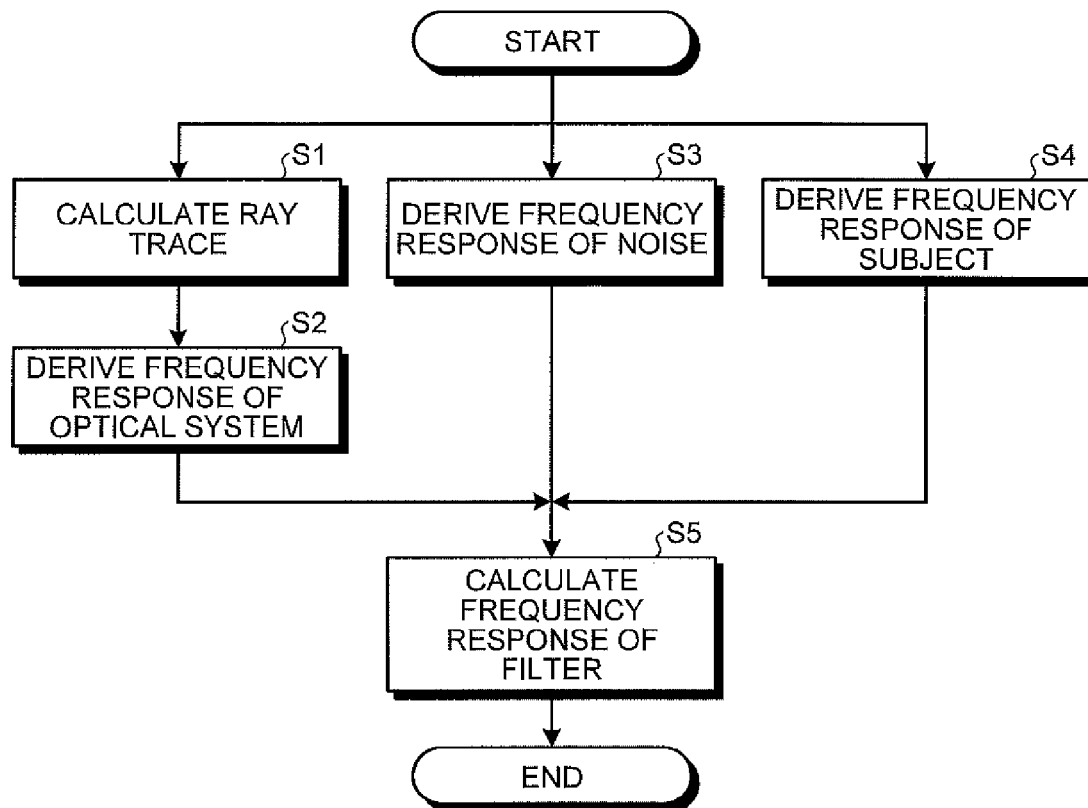 START
S1
CALCULATE RAY
TRACE
S3
DERIVE FREQUENCY
RESPONSE OF NOISE
S4
DERIVE FREQUENCY
RESPONSE OF
SUBJECT
S2
DERIVE FREQUENCY
RESPONSE OF
OPTICAL SYSTEM
S5
CALCULATE
FREQUENCY
RESPONSE OF
FILTER
END